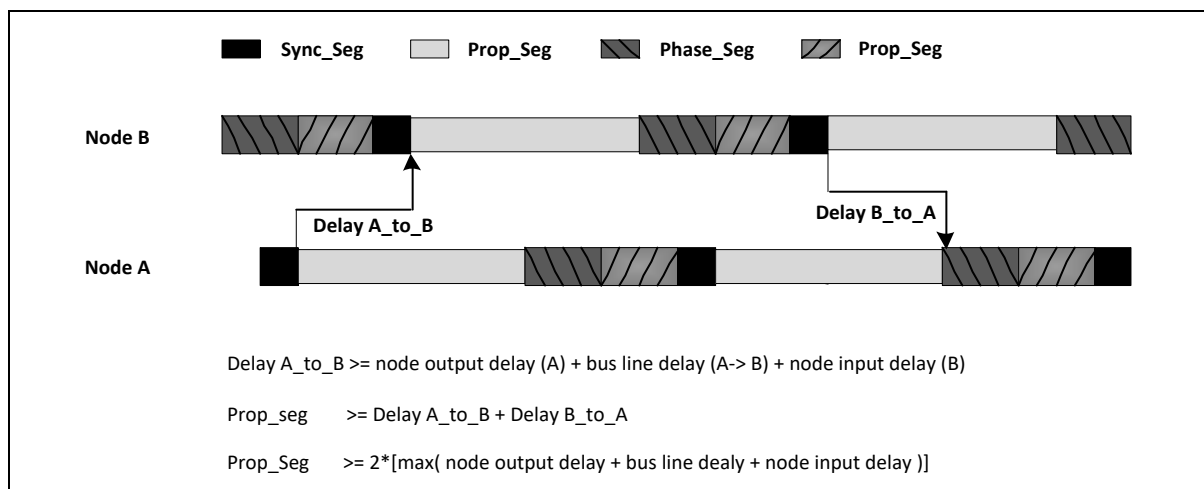 Sync_Seg Prop_Seg Phase_Seg Prop_Seg
Node B
Delay A_to_B
Delay B_to_A
Node A
Delay A_to_B >= node output delay (A) + bus line delay (A-> B) + node input delay (B)
Prop_seg >= Delay A_to_B + Delay B_to_A
Prop_Seg >= 2*[max( node output delay + bus line dealy + node input delay )]